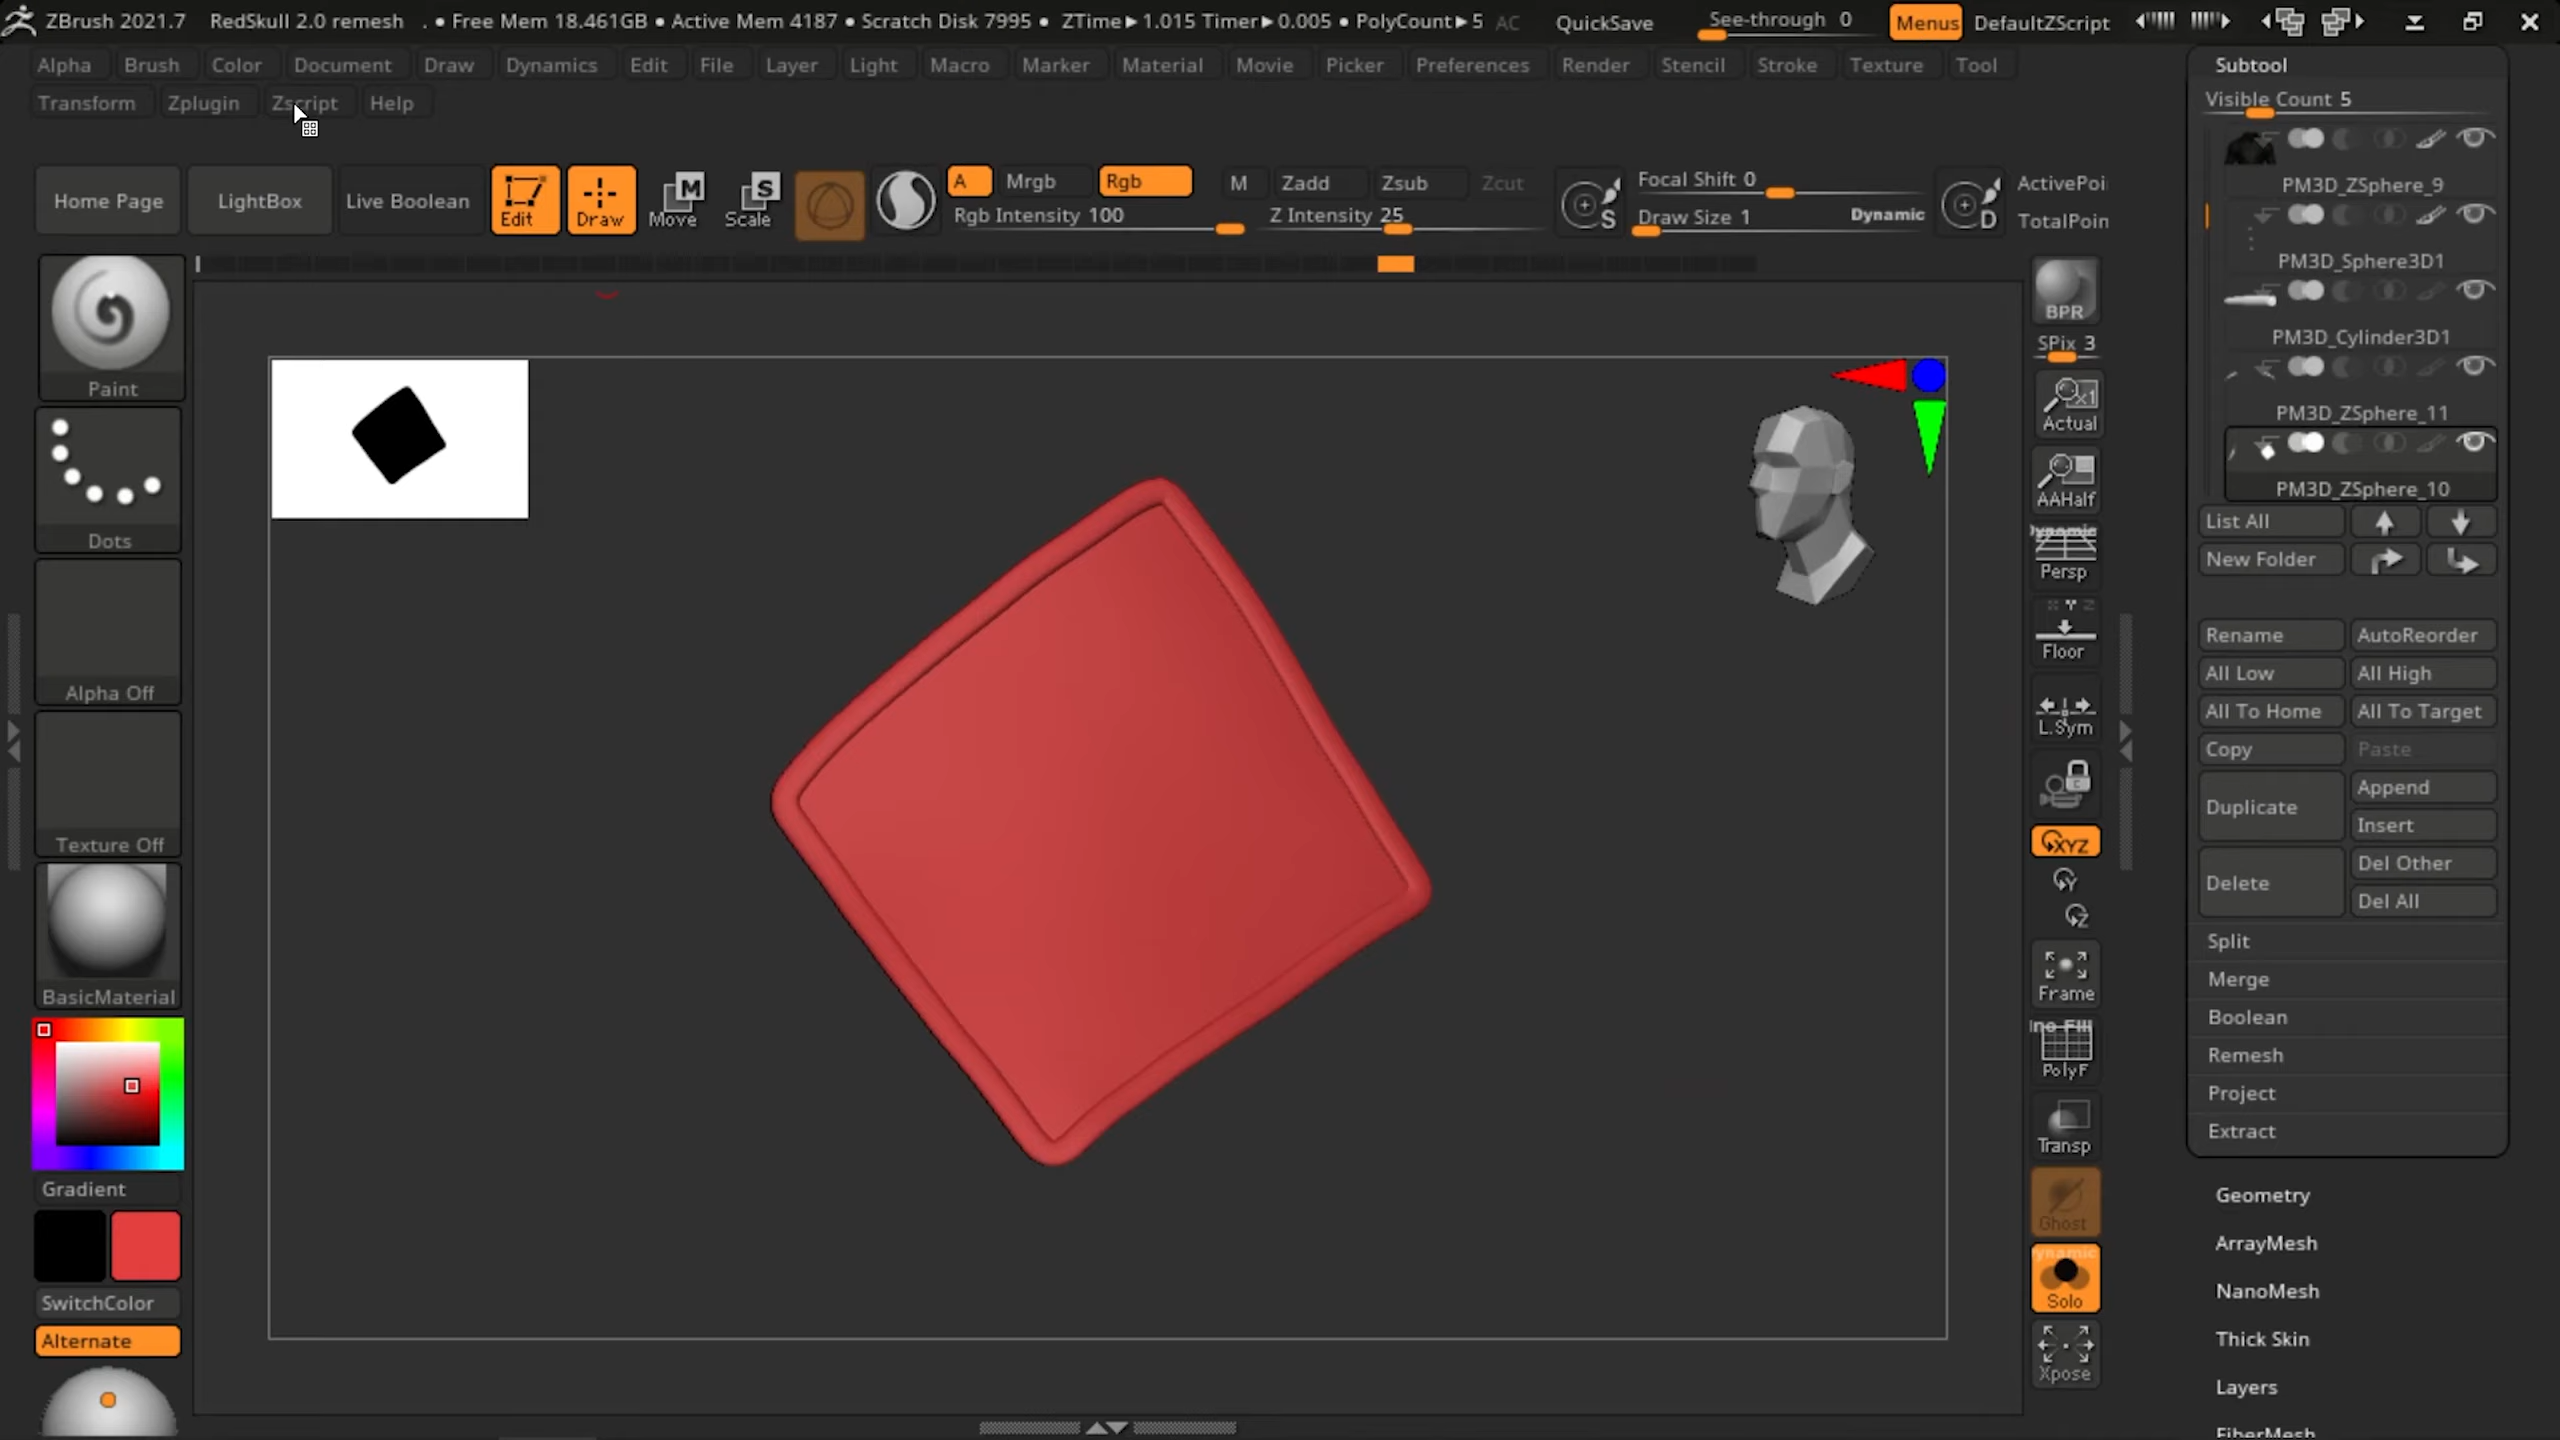 ZBrush 2021.7 RedSkull 2.0 remesh . • Free Mem 18.461GB • Active Mem 4187 • Scratch Disk 7995 • ZTime▶1.015 Timer▶0.005 • PolyCount▶5 AC QuickSave See-through 0 Menus DefaultZScript
Alpha Brush Color Document Draw Dynamics Edit File Layer Light Macro Marker Material Movie Picker Preferences Render Stencil Stroke Texture Tool
Transform Zplugin Zscript Help
Home Page LightBox Live Boolean Edit Draw Move Scale A Mrgb Rgb M Zadd Zsub Zcut Focal Shift 0 ActivePoi
M S
Rgb Intensity 100 Z Intensity 25 S Draw Size 1 Dynamic D TotalPoin
Paint
Dots
Alpha Off
Texture Off
BasicMaterial
Gradient
SwitchColor
Alternate
BPR
SPix 3
x1
Actual
AAHalf
Dynamic
Persp
Y Z
Floor
L.Sym
XYZ
Y
Z
Frame
PolyF
Transp
Ghost
Solo
Xpose
Subtool
Visible Count 5
PM3D_ZSphere_9
PM3D_Sphere3D1
PM3D_Cylinder3D1
PM3D_ZSphere_11
PM3D_ZSphere_10
List All
New Folder
Rename AutoReorder
All Low All High
All To Home All To Target
Copy Paste
Duplicate Append
Insert
Delete Del Other
Del All
Split
Merge
Boolean
Remesh
Project
Extract
Geometry
ArrayMesh
NanoMesh
Thick Skin
Layers
FiberMesh